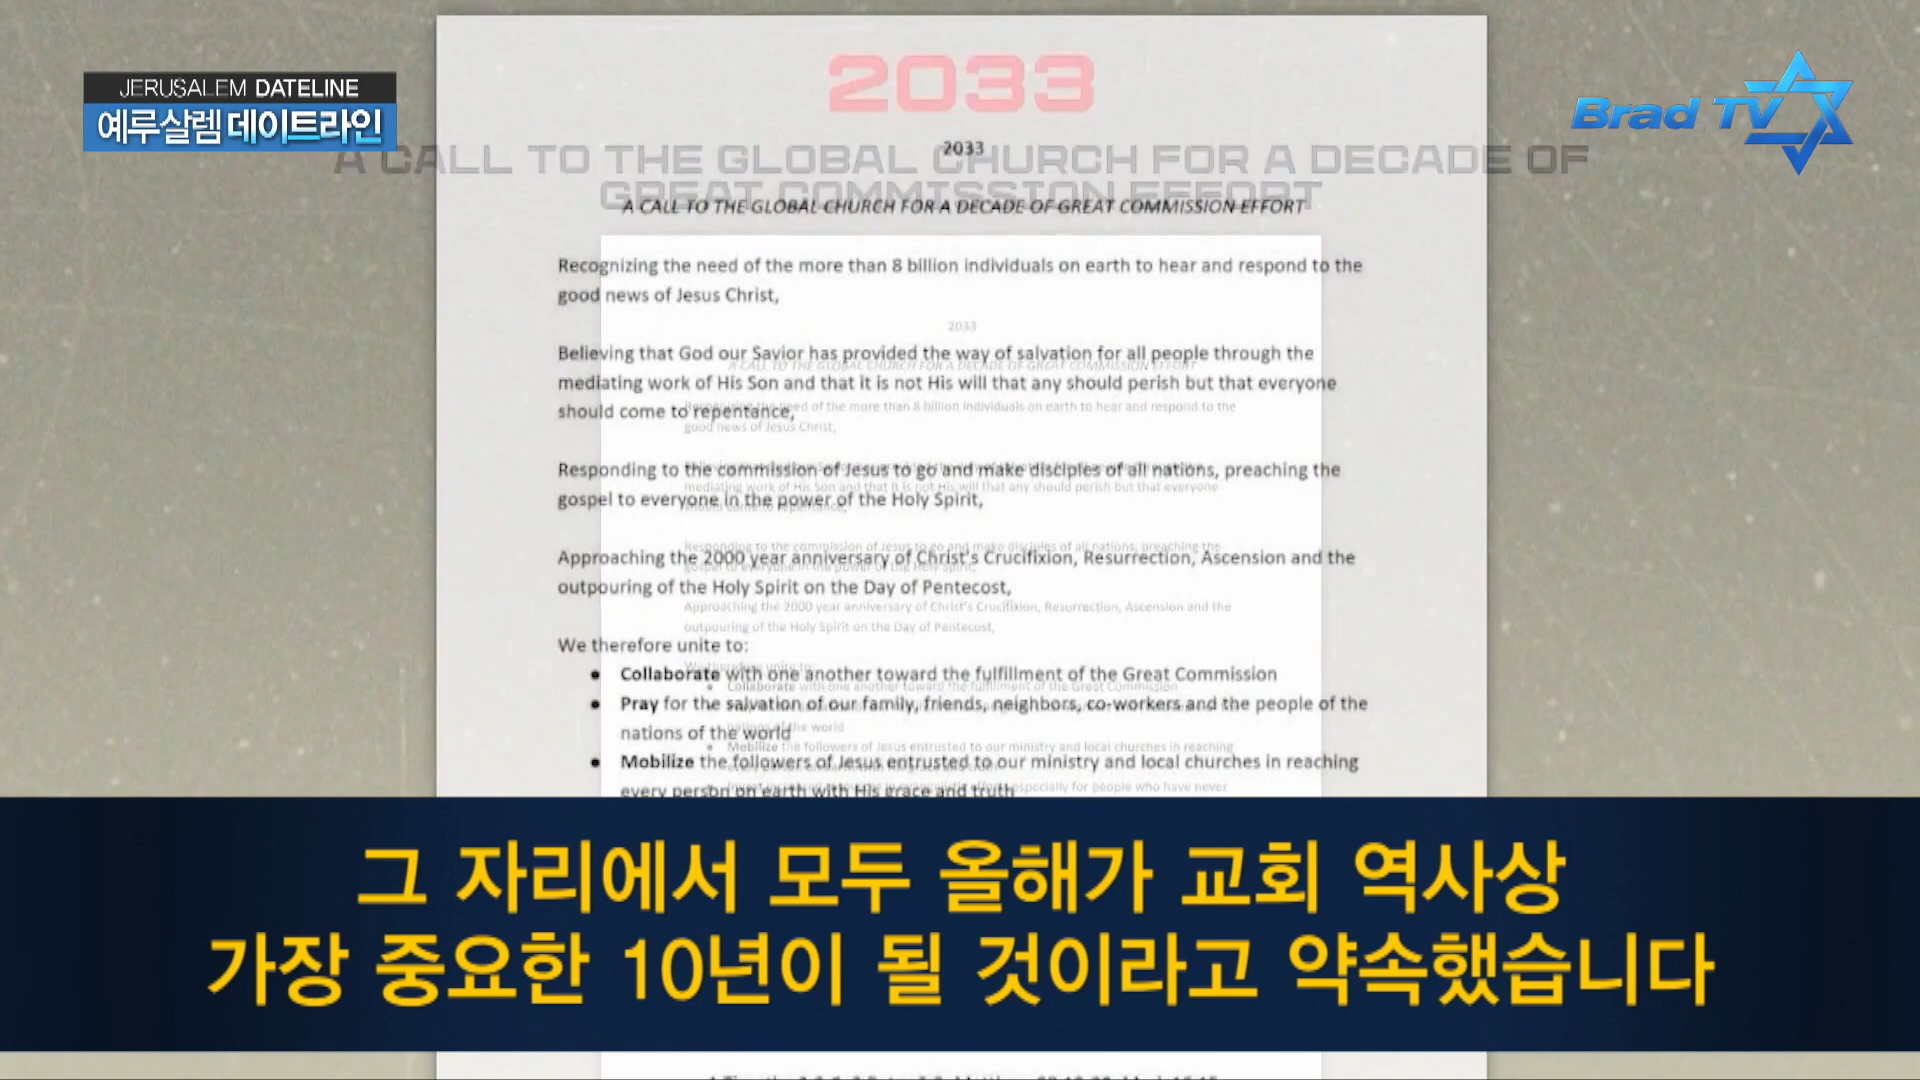 JERUSALEM DATELINE
예루살렘 데이트라인
Brad TV
2033
A CALL TO THE GLOBAL CHURCH FOR A DECADE OF
GREAT COMMISSION EFFORT
2033
A CALL TO THE GLOBAL CHURCH FOR A DECADE OF GREAT COMMISSION EFFORT
Recognizing the need of the more than 8 billion individuals on earth to hear and respond to the
good news of Jesus Christ,
Believing that God our Savior has provided the way of salvation for all people through the
mediating work of His Son and that it is not His will that any should perish but that everyone
should come to repentance,
Responding to the commission of Jesus to go and make disciples of all nations, preaching the
gospel to everyone in the power of the Holy Spirit,
Approaching the 2000 year anniversary of Christ's Crucifixion, Resurrection, Ascension and the
outpouring of the Holy Spirit on the Day of Pentecost,
We therefore unite to:
• Collaborate with one another toward the fulfillment of the Great Commission
• Pray for the salvation of our family, friends, neighbors, co-workers and the people of the
nations of the world
• Mobilize the followers of Jesus entrusted to our ministry and local churches in reaching
every person on earth with His grace and truth
그 자리에서 모두 올해가 교회 역사상
가장 중요한 10년이 될 것이라고 약속했습니다